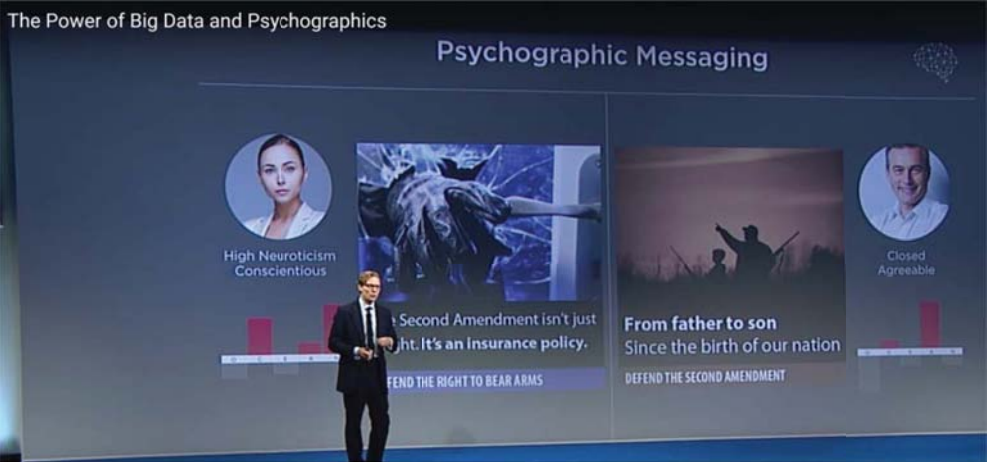 The Power of Big Data and Psychographics
Psychographic Messaging
High Neuroticism
Conscientious
Second Amendment isn't just
It's an insurance policy.
THE RIGHT TO BEAR ARMS
From father to son
Since the birth of our nation
DEFEND THE SECOND AMENDMENT
Closed
Agreeable